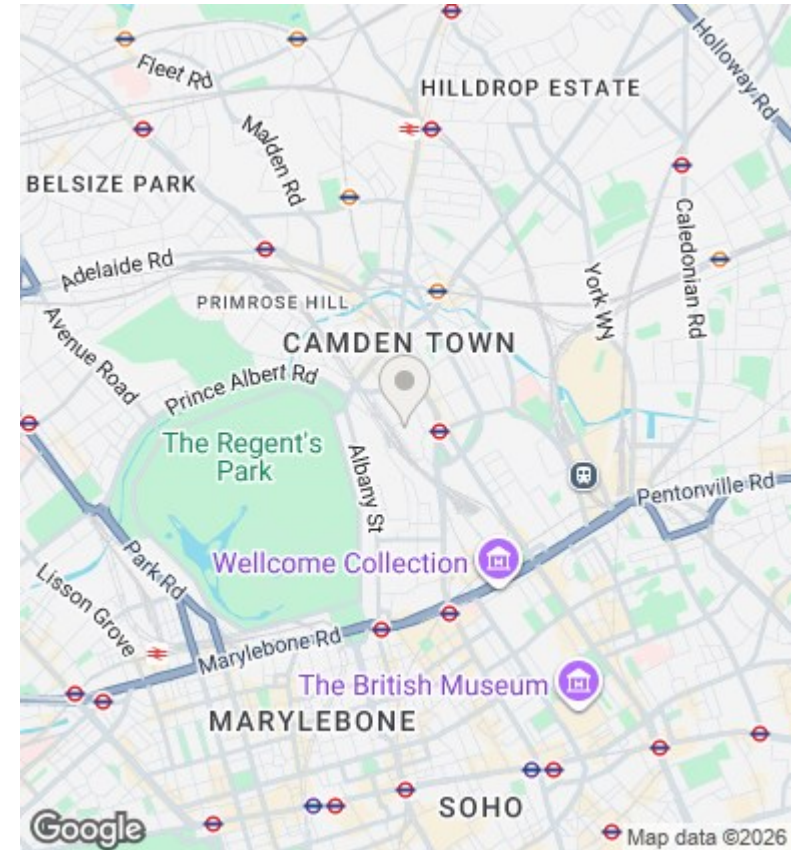 Fleet Rd
HILLDROP ESTATE
Holloway Rd
Malden Rd
BELSIZE PARK
Caledonian Rd
Adelaide Rd
York WY
PRIMROSE HILL
Avenue Road
CAMDEN TOWN
Prince Albert Rd
The Regent's
Park
Albany St
Pentonville Rd
Wellcome Collection
Park Rd
Lisson Grove
Marylebone Rd
The British Museum
MARYLEBONE
SOHO
Google
Map data ©2026